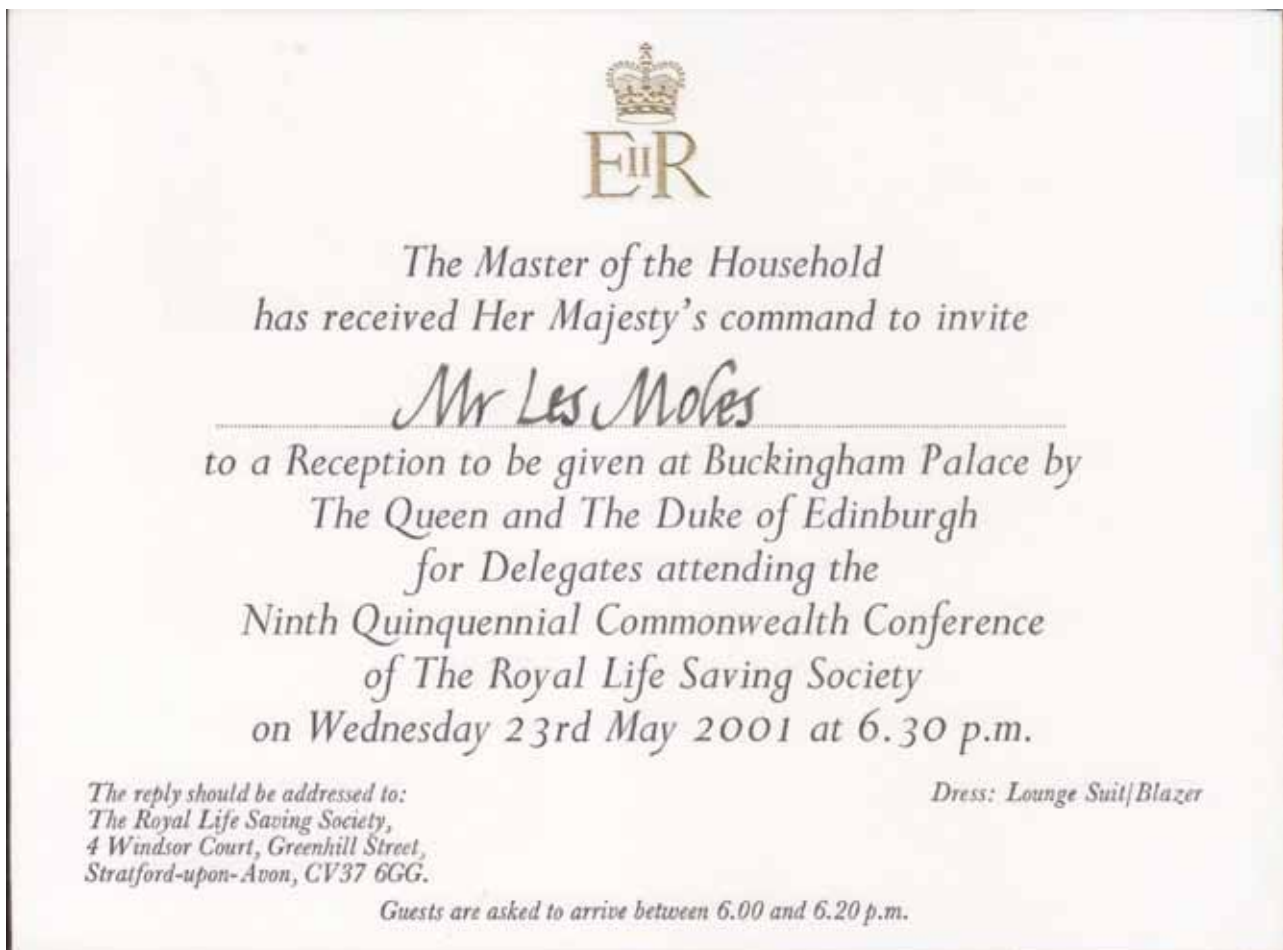 EIIR
The Master of the Household
has received Her Majesty's command to invite
Mr Les Moles
to a Reception to be given at Buckingham Palace by
The Queen and The Duke of Edinburgh
for Delegates attending the
Ninth Quinquennial Commonwealth Conference
of The Royal Life Saving Society
on Wednesday 23rd May 2001 at 6.30 p.m.
The reply should be addressed to:
The Royal Life Saving Society,
4 Windsor Court, Greenhill Street,
Stratford-upon-Avon, CV37 6GG.
Dress: Lounge Suit/Blazer
Guests are asked to arrive between 6.00 and 6.20 p.m.